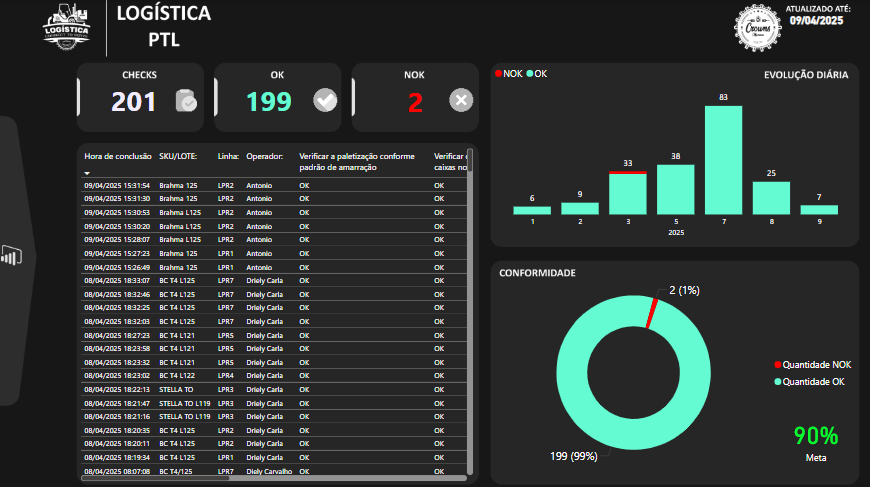 LOGÍSTICA
LOGÍSTICA
PTL
Crowns
ATUALIZADO ATÉ:
09/04/2025
CHECKS
201
OK
199
NOK
2
Hora de conclusão SKU/LOTE: Linha: Operador: Verificar a paletização conforme padrão de amarração Verificar caixas no
09/04/2025 15:31:54 Brahma 125 LPR2 Antonio OK OK
09/04/2025 15:31:30 Brahma 125 LPR2 Antonio OK OK
09/04/2025 15:30:53 Brahma L125 LPR2 Antonio OK OK
09/04/2025 15:30:20 Brahma L125 LPR2 Antonio OK OK
09/04/2025 15:28:07 Brahma L125 LPR2 Antonio OK OK
09/04/2025 15:27:23 Brahma 125 LPR1 Antonio OK OK
09/04/2025 15:26:49 Brahma 125 LPR1 Antonio OK OK
08/04/2025 18:33:07 BC T4 L125 LPR7 Driely Carla OK OK
08/04/2025 18:32:46 BC T4 L125 LPR7 Driely Carla OK OK
08/04/2025 18:32:25 BC T4 L125 LPR7 Driely Carla OK OK
08/04/2025 18:32:03 BC T4 L125 LPR7 Driely Carla OK OK
08/04/2025 18:27:23 BC T4 L121 LPR5 Driely Carla OK OK
08/04/2025 18:23:58 BC T4 L121 LPR5 Driely Carla OK OK
08/04/2025 18:23:32 BC T4 L121 LPR5 Driely Carla OK OK
08/04/2025 18:23:02 BC T4 L122 LPR4 Driely Carla OK OK
08/04/2025 18:22:13 STELLA TO LPR3 Driely Carla OK OK
08/04/2025 18:21:47 STELLA TO L119 LPR3 Driely Carla OK OK
08/04/2025 18:21:16 STELLA TO L119 LPR3 Driely Carla OK OK
08/04/2025 18:20:35 BC T4 L125 LPR2 Driely Carla OK OK
08/04/2025 18:20:11 BC T4 L125 LPR2 Driely Carla OK OK
08/04/2025 18:19:34 BC T4 L125 LPR1 Driely Carla OK OK
08/04/2025 08:07:08 BC T4/125 LPR7 Diely Carvalho OK OK
NOK OK
EVOLUÇÃO DIÁRIA
6 9 33 38 83 25 7
1 2 3 5 7 8 9
2025
CONFORMIDADE
2 (1%)
199 (99%)
Quantidade NOK
Quantidade OK
90%
Meta